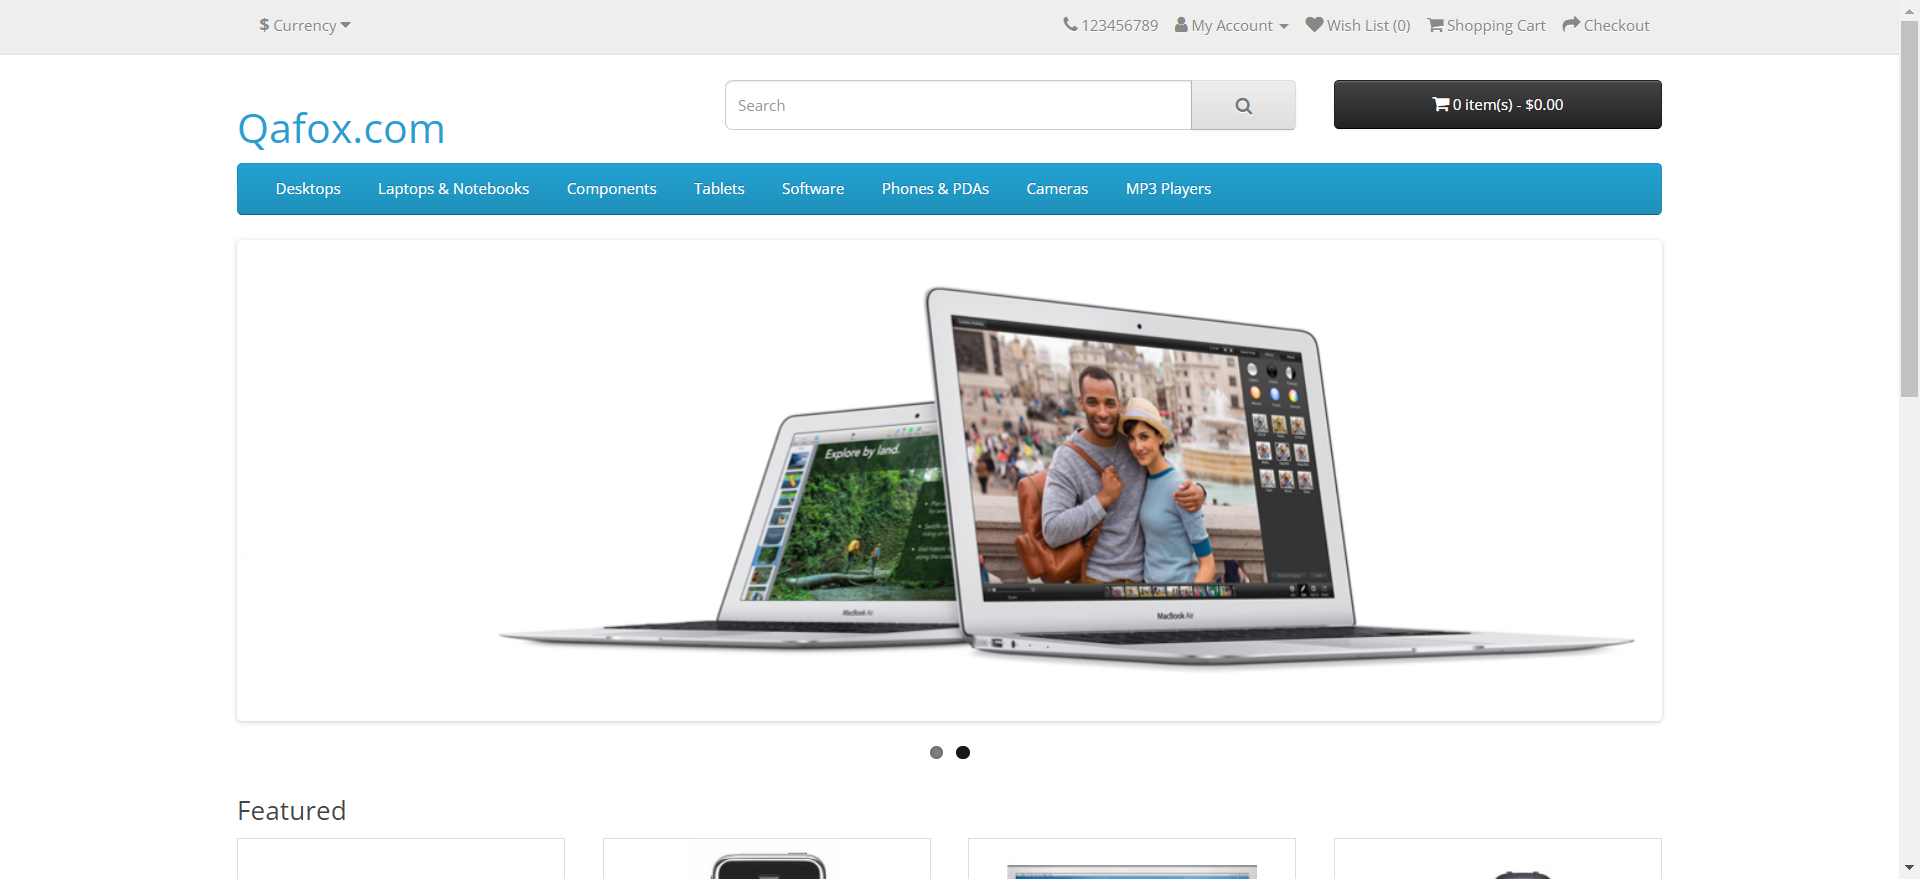 $ Currency
123456789 My Account Wish List (0) Shopping Cart Checkout
Search
0 item(s) - $0.00
Qafox.com
Desktops Laptops & Notebooks Components Tablets Software Phones & PDAs Cameras MP3 Players
Explore by land.
MacBook Air
MacBook Air
Featured